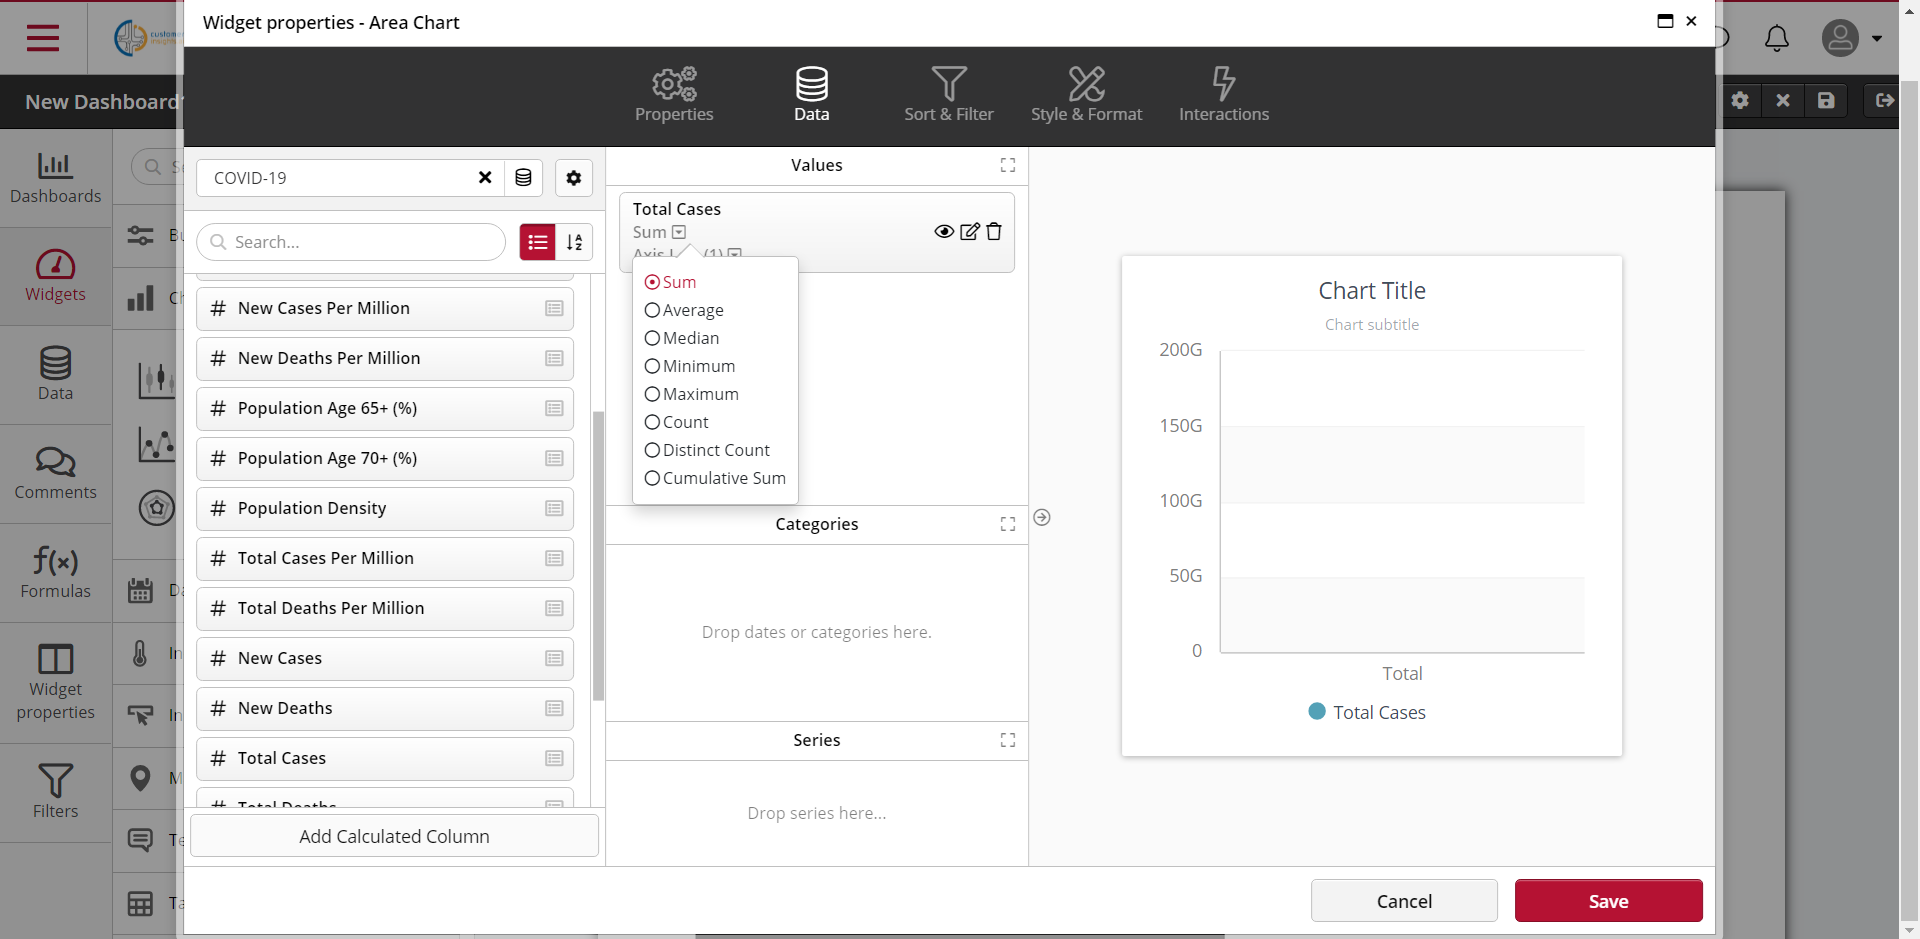 Widget properties - Area Chart
customer
insights
New Dashboard
Properties
Data
Sort & Filter
Style & Format
Interactions
Dashboards
Widgets
Data
Comments
Formulas
Widget
properties
Filters
COVID-19
Search...
New Cases Per Million
New Deaths Per Million
Population Age 65+ (%)
Population Age 70+ (%)
Population Density
Total Cases Per Million
Total Deaths Per Million
New Cases
New Deaths
Total Cases
Total Deaths
Add Calculated Column
Values
Total Cases
Sum
Sum
Average
Median
Minimum
Maximum
Count
Distinct Count
Cumulative Sum
Categories
Drop dates or categories here.
Series
Drop series here...
Chart Title
Chart subtitle
200G
150G
100G
50G
0
Total
Total Cases
Cancel
Save